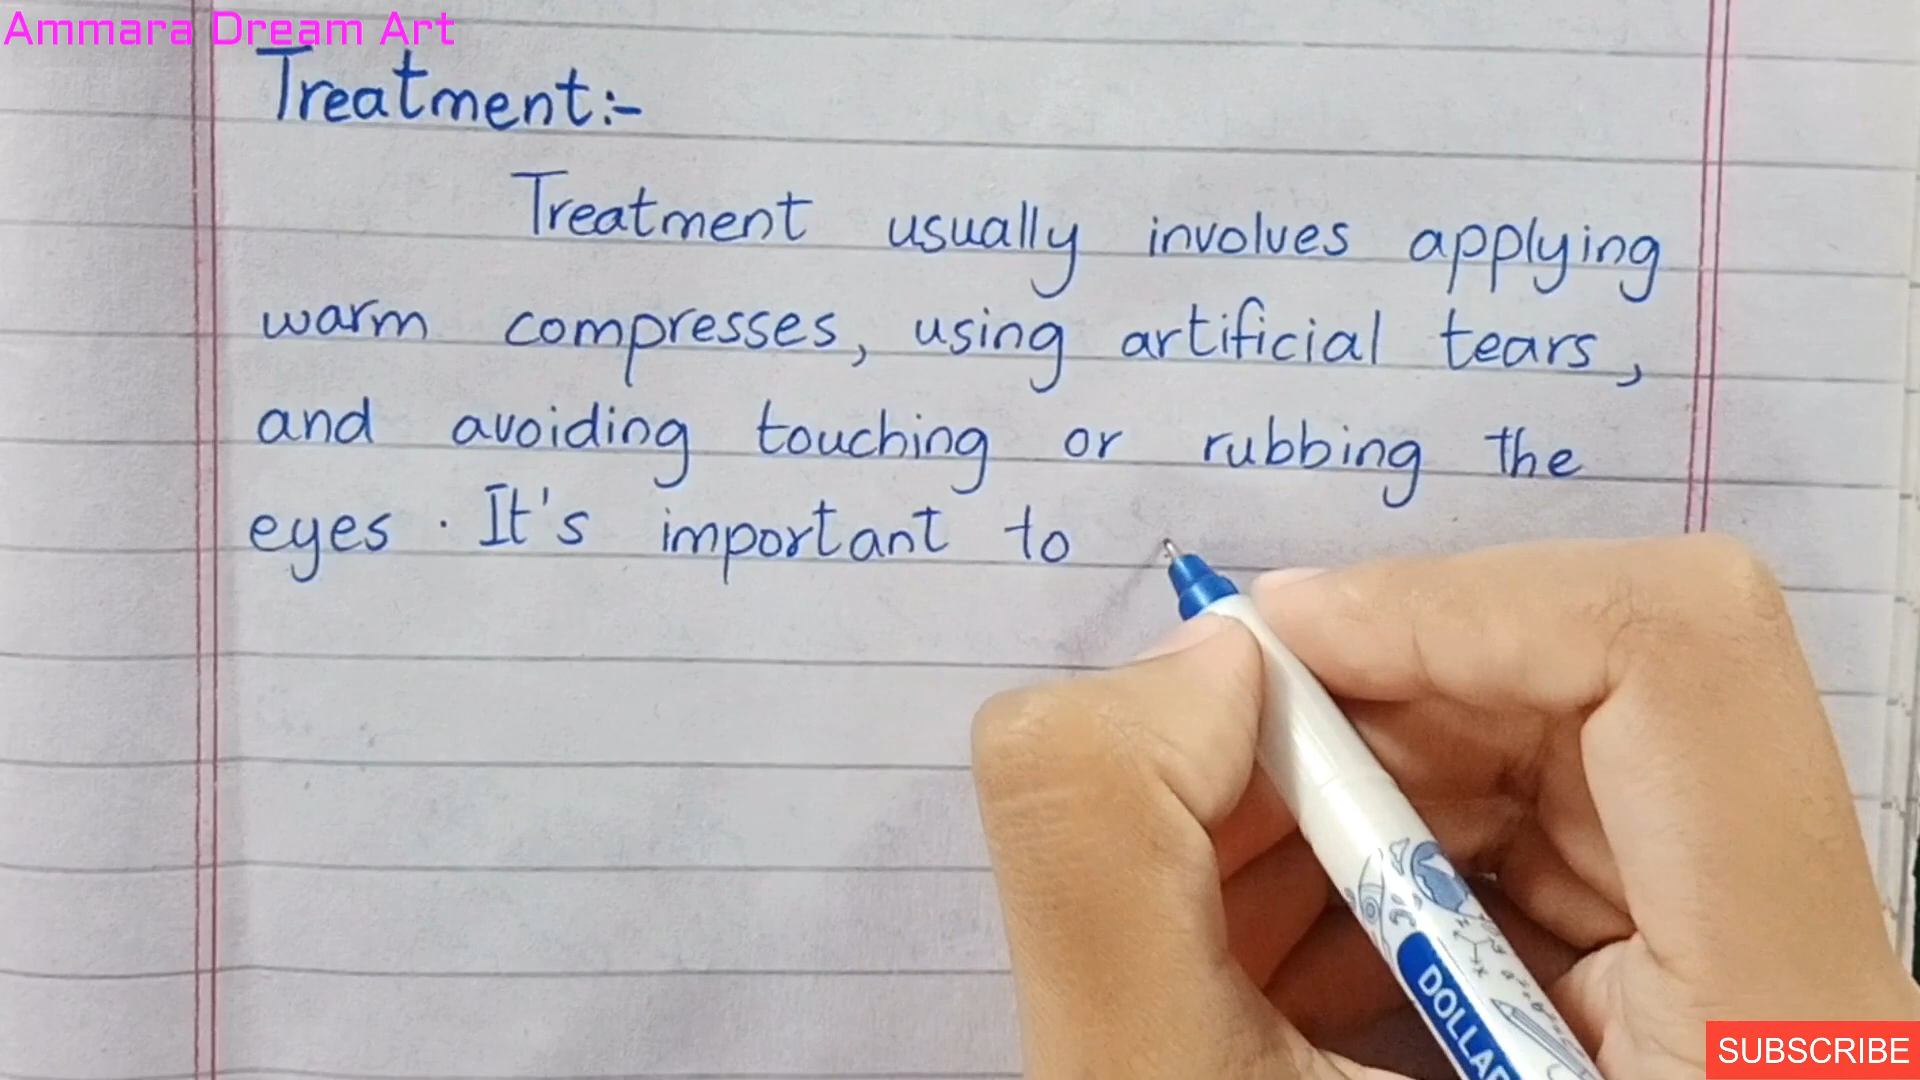 Ammara Dream Art
Treatment:-
Treatment usually involves applying
warm compresses, using artificial tears,
and avoiding touching or rubbing the
eyes. It's important to
DOLLAR
SUBSCRIBE